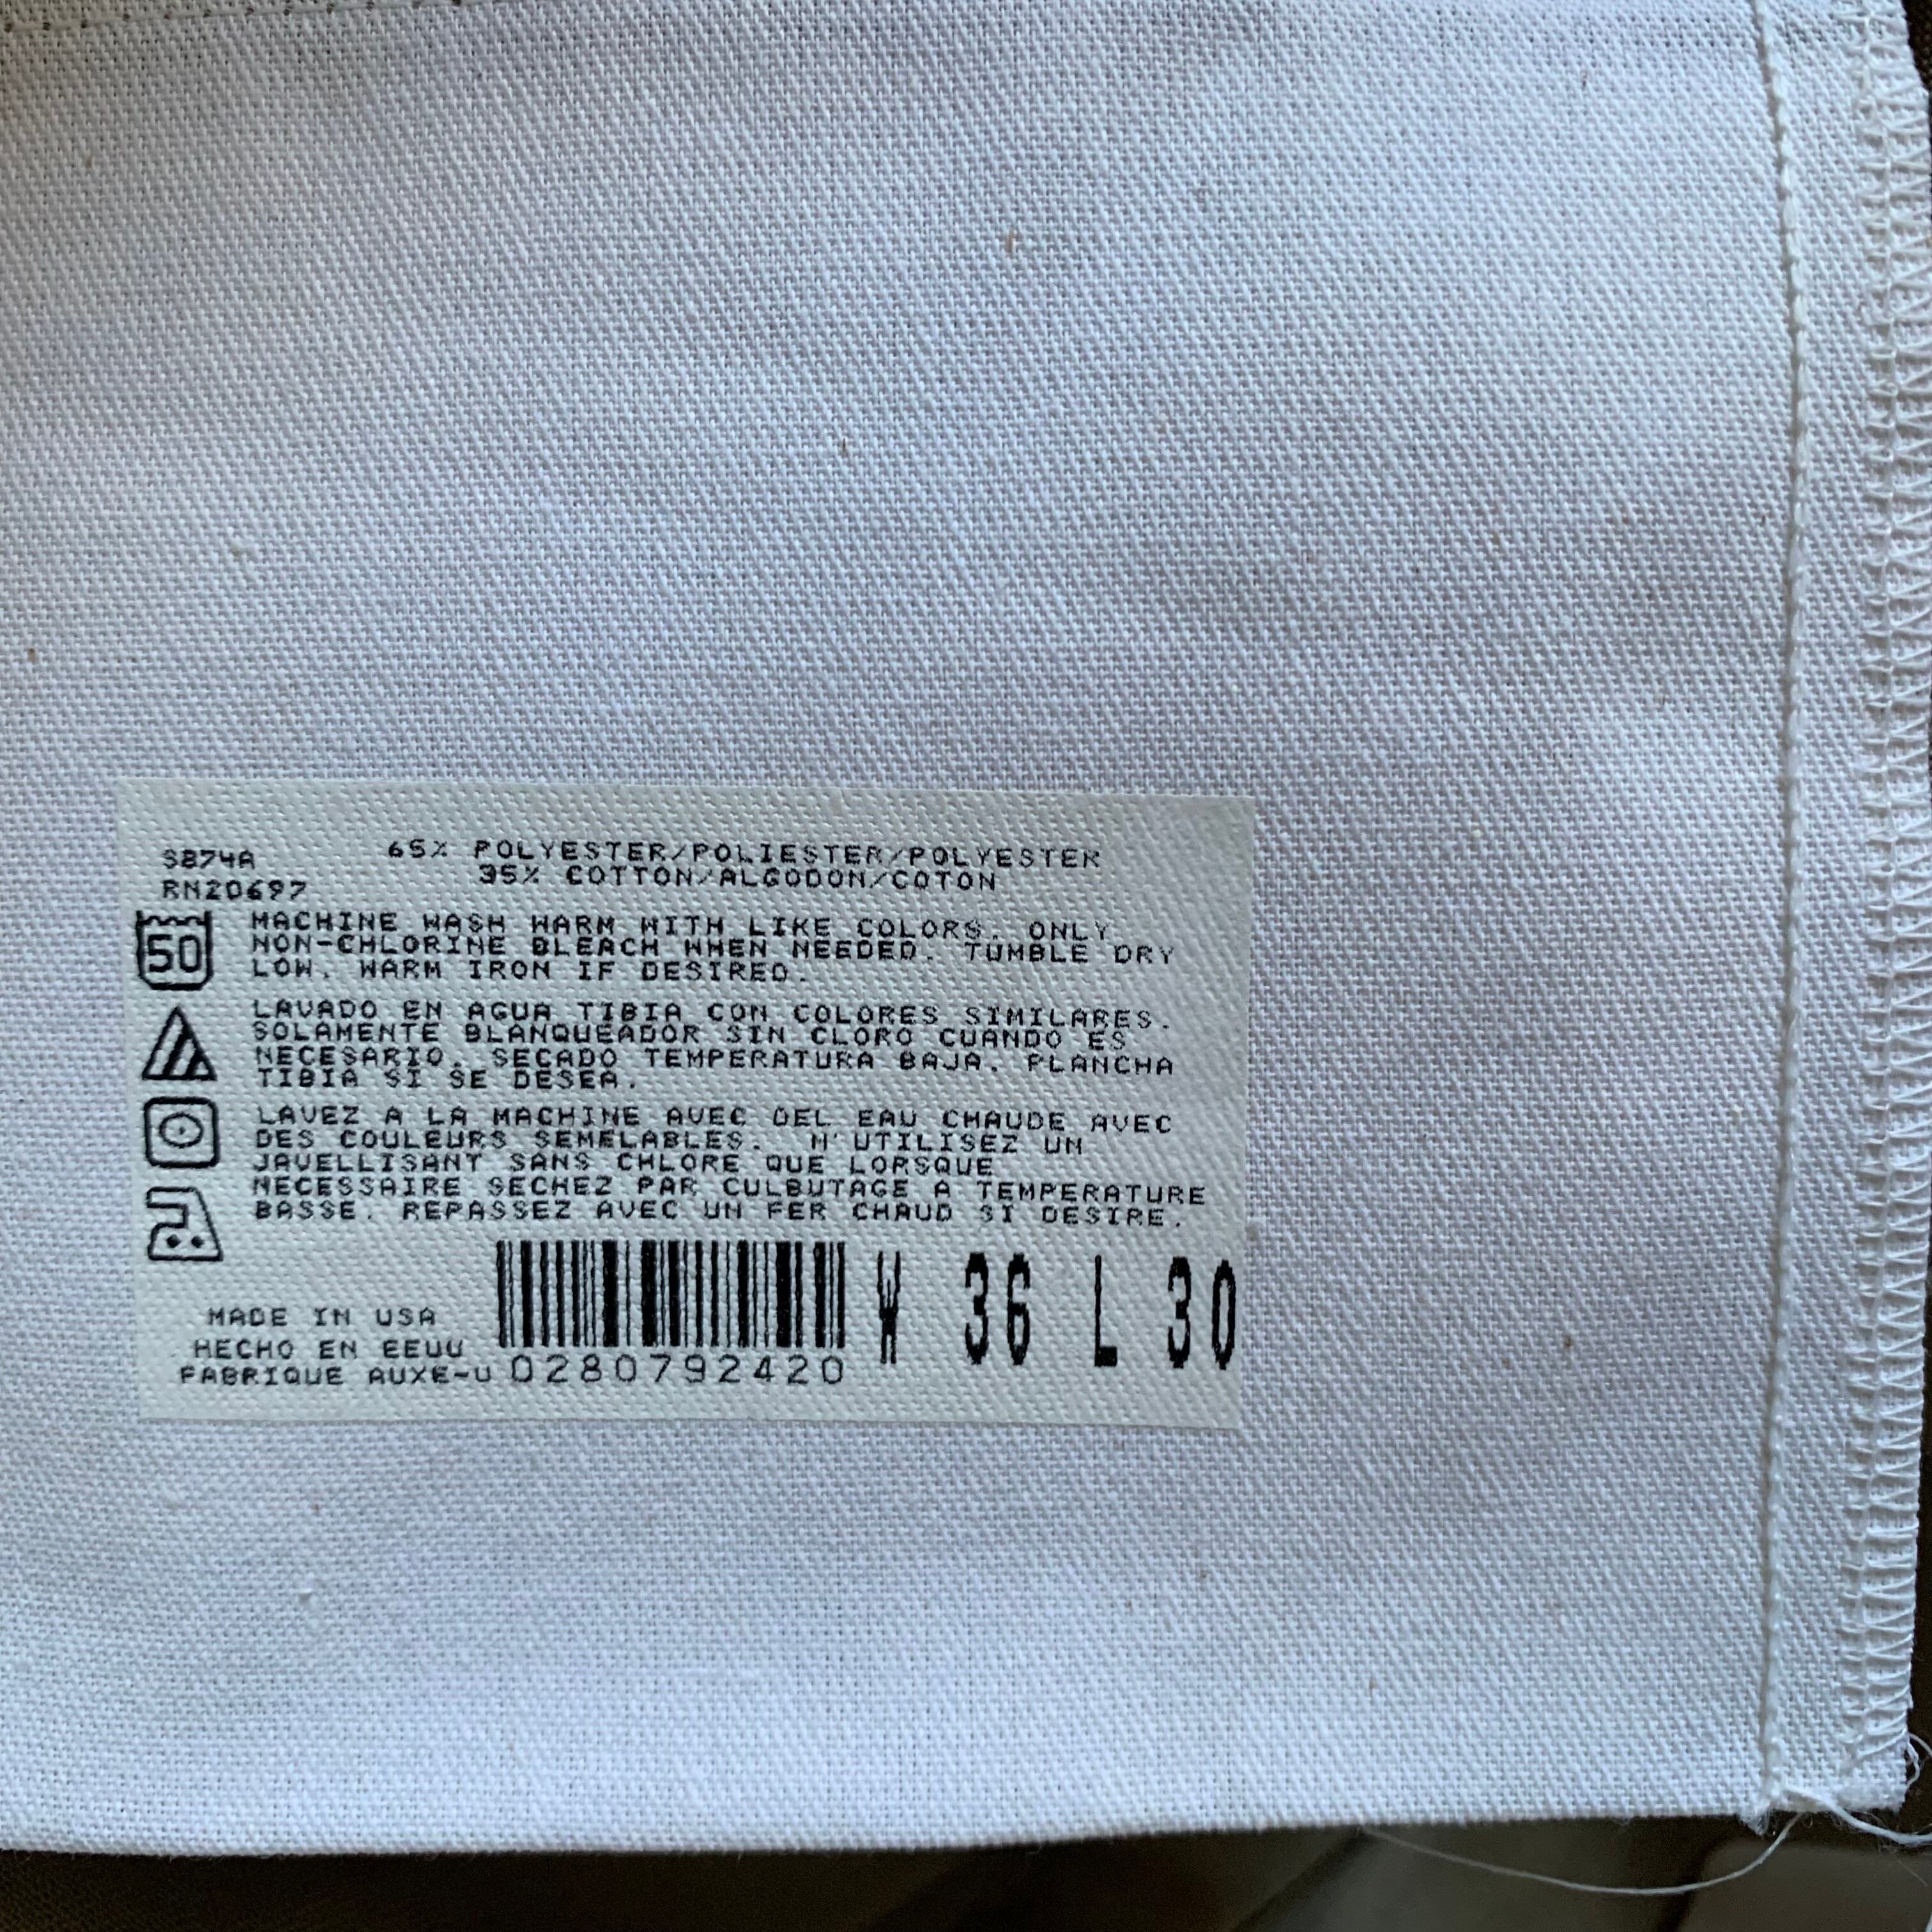 S874A
RN20697
65% POLYESTER/POLIESTER/POLYESTER
35% COTTON/ALGODON/COTON
50
MACHINE WASH WARM WITH LIKE COLORS. ONLY
NON-CHLORINE BLEACH WHEN NEEDED. TUMBLE DRY
LOW. WARM IRON IF DESIRED.
LAVADO EN AGUA TIBIA CON COLORES SIMILARES.
SOLAMENTE BLANQUEADOR SIN CLORO CUANDO ES
NECESARIO. SECADO TEMPERATURA BAJA. PLANCHA
TIBIA SI SE DESEA.
LAVEZ A LA MACHINE AVEC DEL EAU CHAUDE AVEC
DES COULEURS SEMELABLES. N'UTILISEZ UN
JAVELLISANT SANS CHLORE QUE LORSQUE
NECESSAIRE SECHEZ PAR CULBUTAGE A TEMPERATURE
BASSE. REPASSEZ AVEC UN FER CHAUD SI DESIRE.
MADE IN USA
HECHO EN EEUU
FABRIQUE AUXE-U
0280792420
W 36 L 30